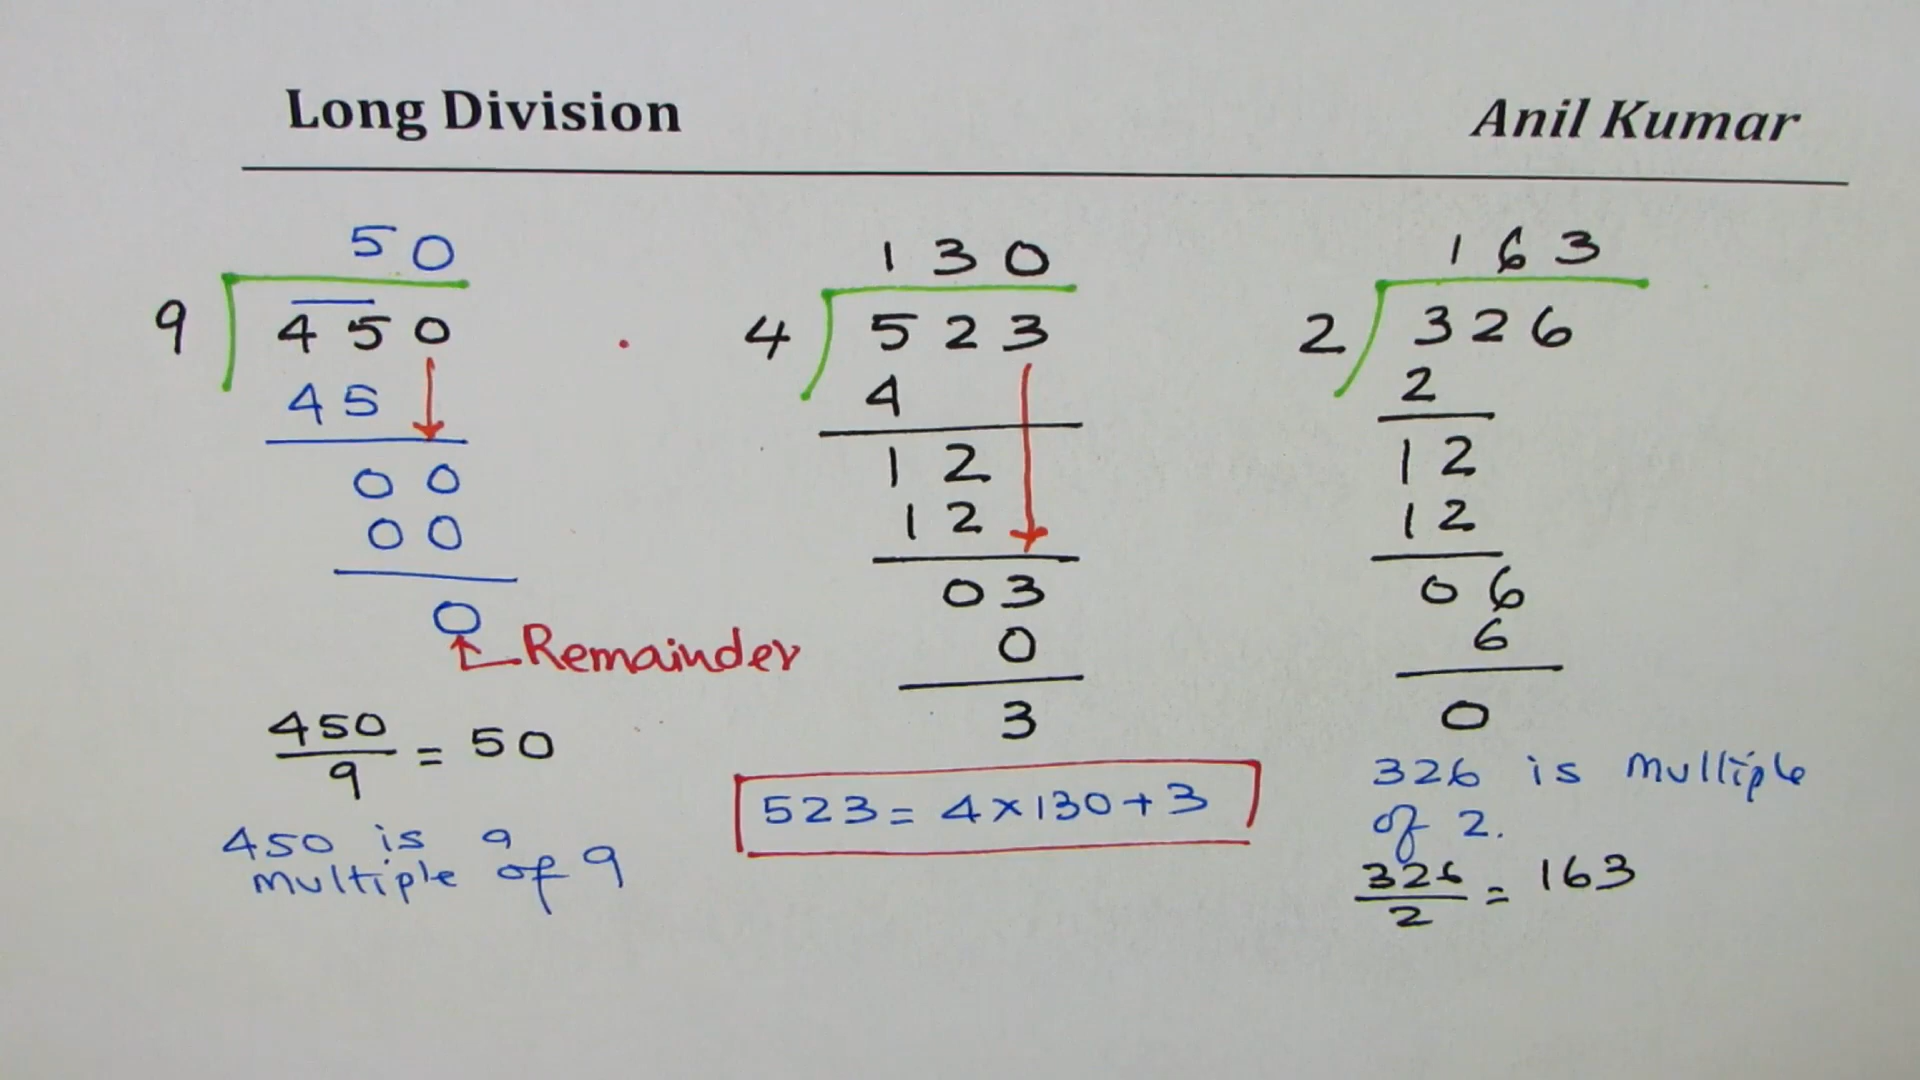 Long Division
Anil Kumar
50
9 450
45
00
00
0
Remainder
450/9 = 50
450 is a
multiple of 9
130
4 523
4
12
12
03
0
3
523 = 4×130+3
163
2 326
2
12
12
06
6
0
326 is multiple
of 2.
326/2 = 163